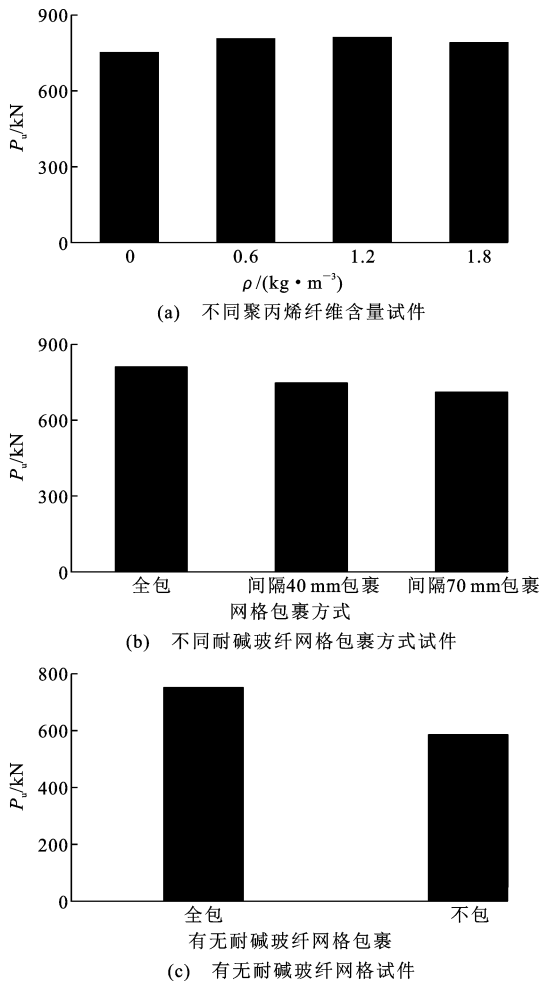 900
600
300
0
P_u/kN
0 0.6 1.2 1.8
ρ/(kg·m⁻³)
(a) 不同聚丙烯纤维含量试件
900
600
300
0
P_u/kN
全包 间隔40 mm包裹 间隔70 mm包裹
网格包裹方式
(b) 不同耐碱玻纤网格包裹方式试件
800
600
400
200
0
P_u/kN
全包 不包
有无耐碱玻纤网格包裹
(c) 有无耐碱玻纤网格试件